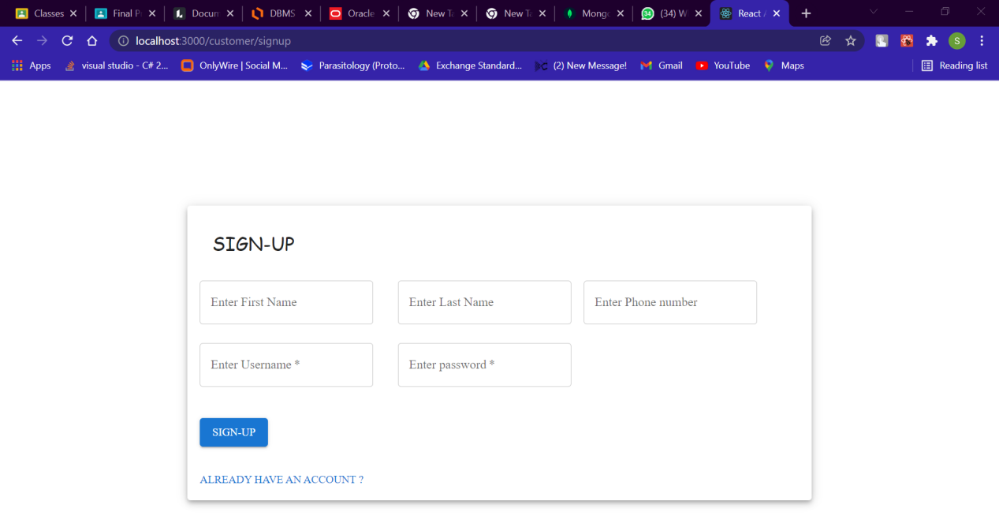 Classes Final P Docun DBMS Oracle New Ta New Ta Mongo (34) W React A
localhost:3000/customer/signup S
Apps visual studio - C# 2... OnlyWire | Social M... Parasitology (Proto... Exchange Standard... (2) New Message! Gmail YouTube Maps Reading list
SIGN-UP
Enter First Name Enter Last Name Enter Phone number
Enter Username * Enter password *
SIGN-UP
ALREADY HAVE AN ACCOUNT ?